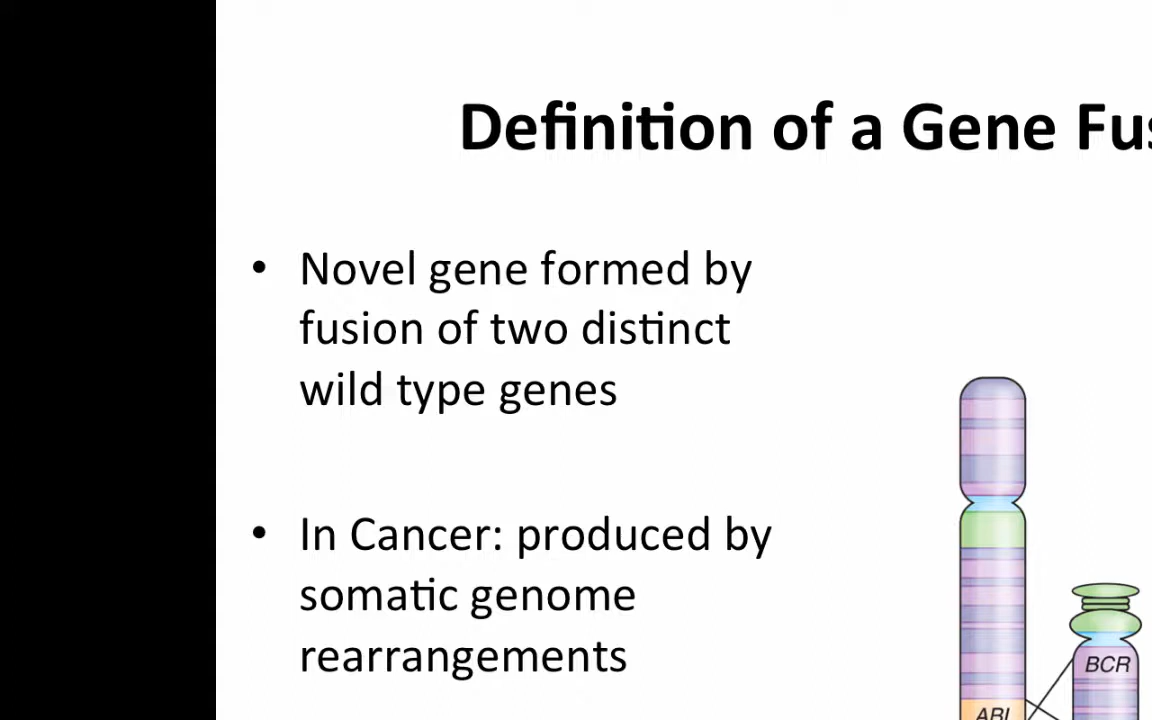 Definition of a Gene Fus
• Novel gene formed by
fusion of two distinct
wild type genes
• In Cancer: produced by
somatic genome
rearrangements
BCR
ABL